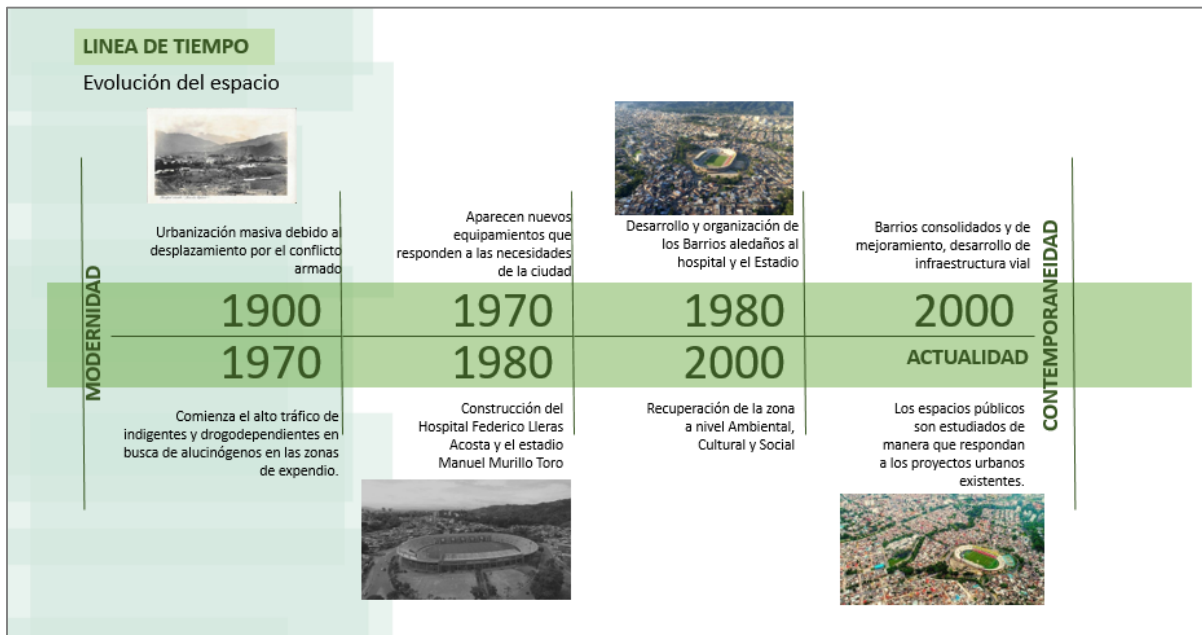 LINEA DE TIEMPO
Evolución del espacio
MODERNIDAD
Urbanización masiva debido al
desplazamiento por el conflicto
armado
1900
1970
Comienza el alto tráfico de
indigentes y drogodependientes en
busca de alucinógenos en las zonas
de expendio.
Aparecen nuevos
equipamientos que
responden a las necesidades
de la ciudad
1970
1980
Construcción del
Hospital Federico Lleras
Acosta y el estadio
Manuel Murillo Toro
Desarrollo y organización de
los Barrios aledaños al
hospital y el Estadio
1980
2000
Recuperación de la zona
a nivel Ambiental,
Cultural y Social
Barrios consolidados y de
mejoramiento, desarrollo de
infraestructura vial
2000
ACTUALIDAD
Los espacios públicos
son estudiados de
manera que respondan
a los proyectos urbanos
existentes.
CONTEMPORANEIDAD